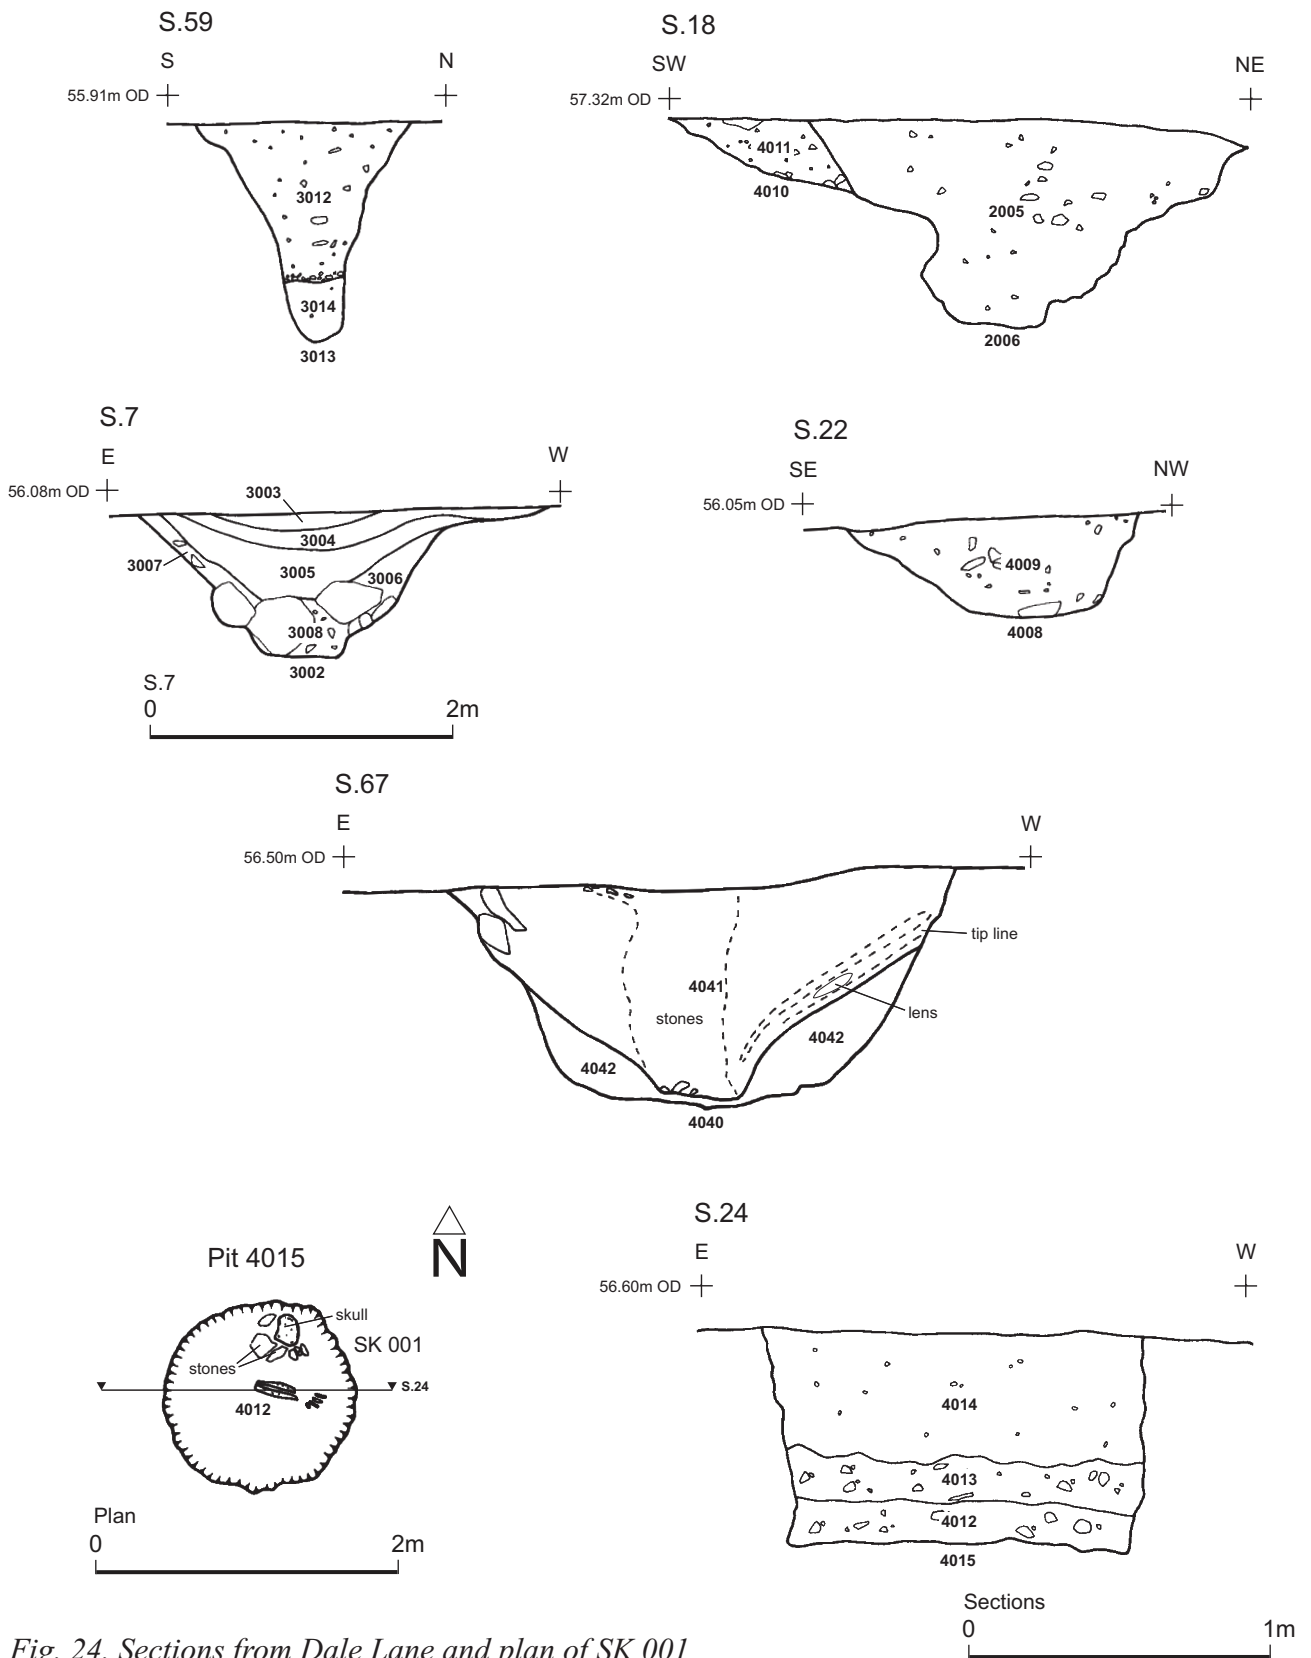 S.59
S N
55.91m OD
3012
3014
3013
S.18
SW NE
57.32m OD
4011
4010
2005
2006
S.7
E W
56.08m OD
3003
3004
3007
3005
3006
3008
3002
S.7
0 2m
S.22
SE NW
56.05m OD
4009
4008
S.67
E W
56.50m OD
tip line
4041
stones
lens
4042
4042
4040
N
Pit 4015
skull
SK 001
stones
S.24
4012
Plan
0 2m
S.24
E W
56.60m OD
4014
4013
4012
4015
Sections
0 1m
Fig. 24. Sections from Dale Lane and plan of SK 001